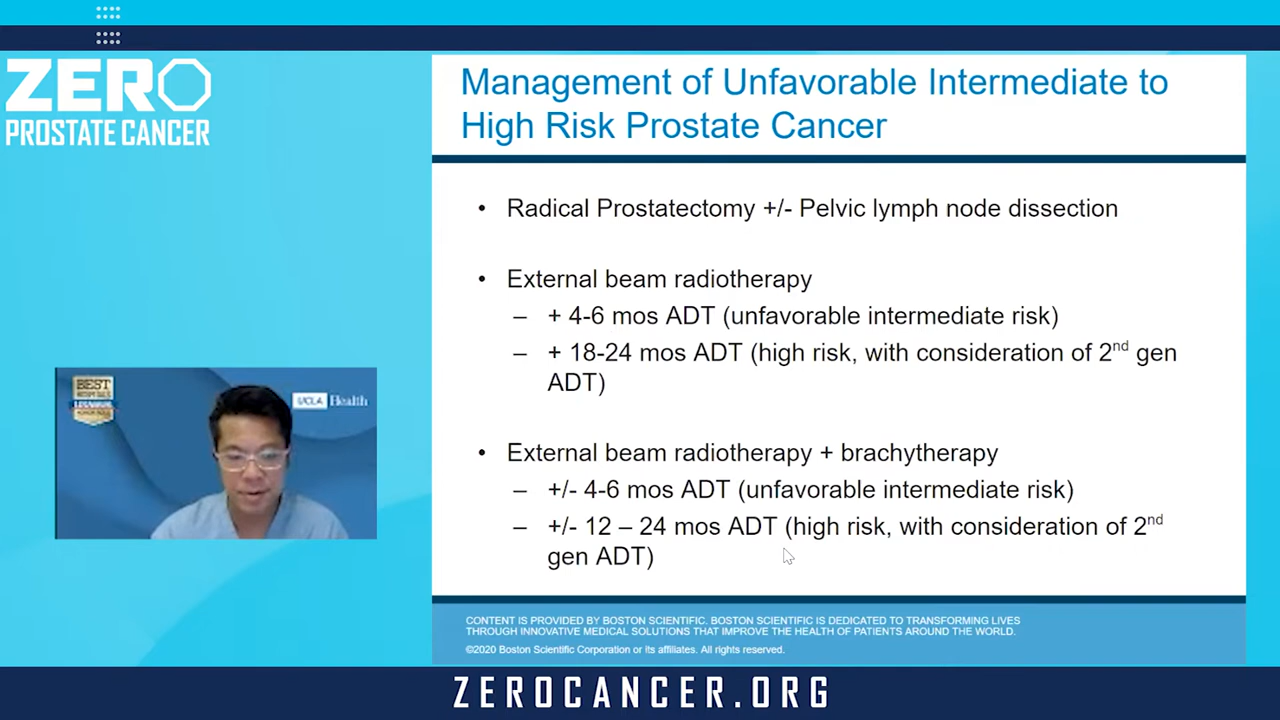 ZERO
PROSTATE CANCER
Management of Unfavorable Intermediate to
High Risk Prostate Cancer
• Radical Prostatectomy +/- Pelvic lymph node dissection
• External beam radiotherapy
– + 4-6 mos ADT (unfavorable intermediate risk)
– + 18-24 mos ADT (high risk, with consideration of 2nd gen
ADT)
• External beam radiotherapy + brachytherapy
– +/- 4-6 mos ADT (unfavorable intermediate risk)
– +/- 12 – 24 mos ADT (high risk, with consideration of 2nd
gen ADT)
BEST
HOSPITALS
UCLA Health
CONTENT IS PROVIDED BY BOSTON SCIENTIFIC. BOSTON SCIENTIFIC IS DEDICATED TO TRANSFORMING LIVES
THROUGH INNOVATIVE MEDICAL SOLUTIONS THAT IMPROVE THE HEALTH OF PATIENTS AROUND THE WORLD.
©2020 Boston Scientific Corporation or its affiliates. All rights reserved.
ZEROCANCER.ORG